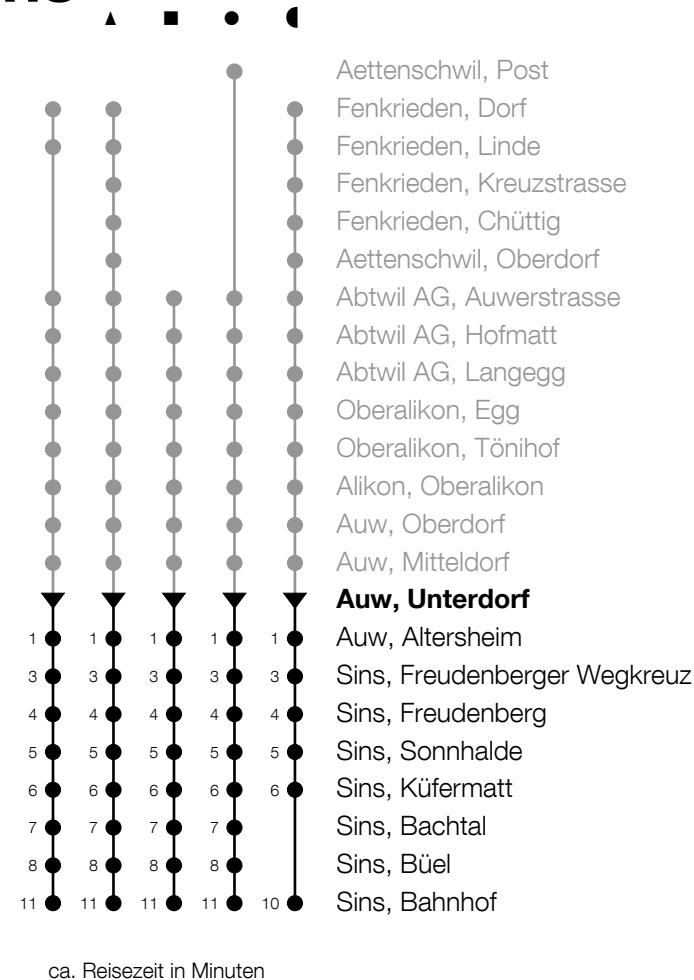 Aettenschwil, Post
Fenkrieden, Dorf
Fenkrieden, Linde
Fenkrieden, Kreuzstrasse
Fenkrieden, Chüttig
Aettenschwil, Oberdorf
Abtwil AG, Auwerstrasse
Abtwil AG, Hofmatt
Abtwil AG, Langegg
Oberalikon, Egg
Oberalikon, Tönihof
Alikon, Oberalikon
Auw, Oberdorf
Auw, Mitteldorf
Auw, Unterdorf
1 1 1 1 1 Auw, Altersheim
3 3 3 3 3 Sins, Freudenberger Wegkreuz
4 4 4 4 4 Sins, Freudenberg
5 5 5 5 5 Sins, Sonnhalde
6 6 6 6 6 Sins, Küfermatt
7 7 7 7 Sins, Bachtal
8 8 8 8 Sins, Büel
11 11 11 11 10 Sins, Bahnhof
ca. Reisezeit in Minuten